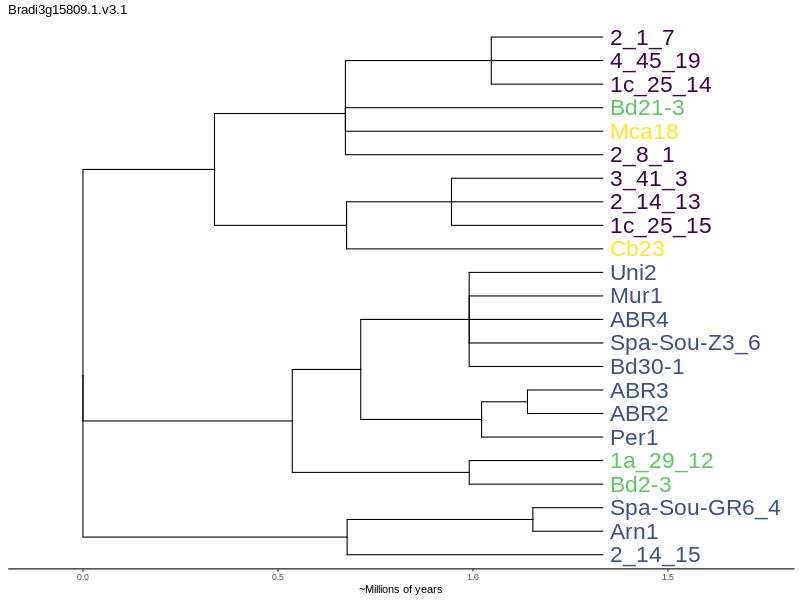 Bradi3g15809.1.v3.1
2_1_7
4_45_19
1c_25_14
Bd21-3
Mca18
2_8_1
3_41_3
2_14_13
1c_25_15
Cb23
Uni2
Mur1
ABR4
Spa-Sou-Z3_6
Bd30-1
ABR3
ABR2
Per1
1a_29_12
Bd2-3
Spa-Sou-GR6_4
Arn1
2_14_15
0.0 0.5 1.0 1.5
~Millions of years